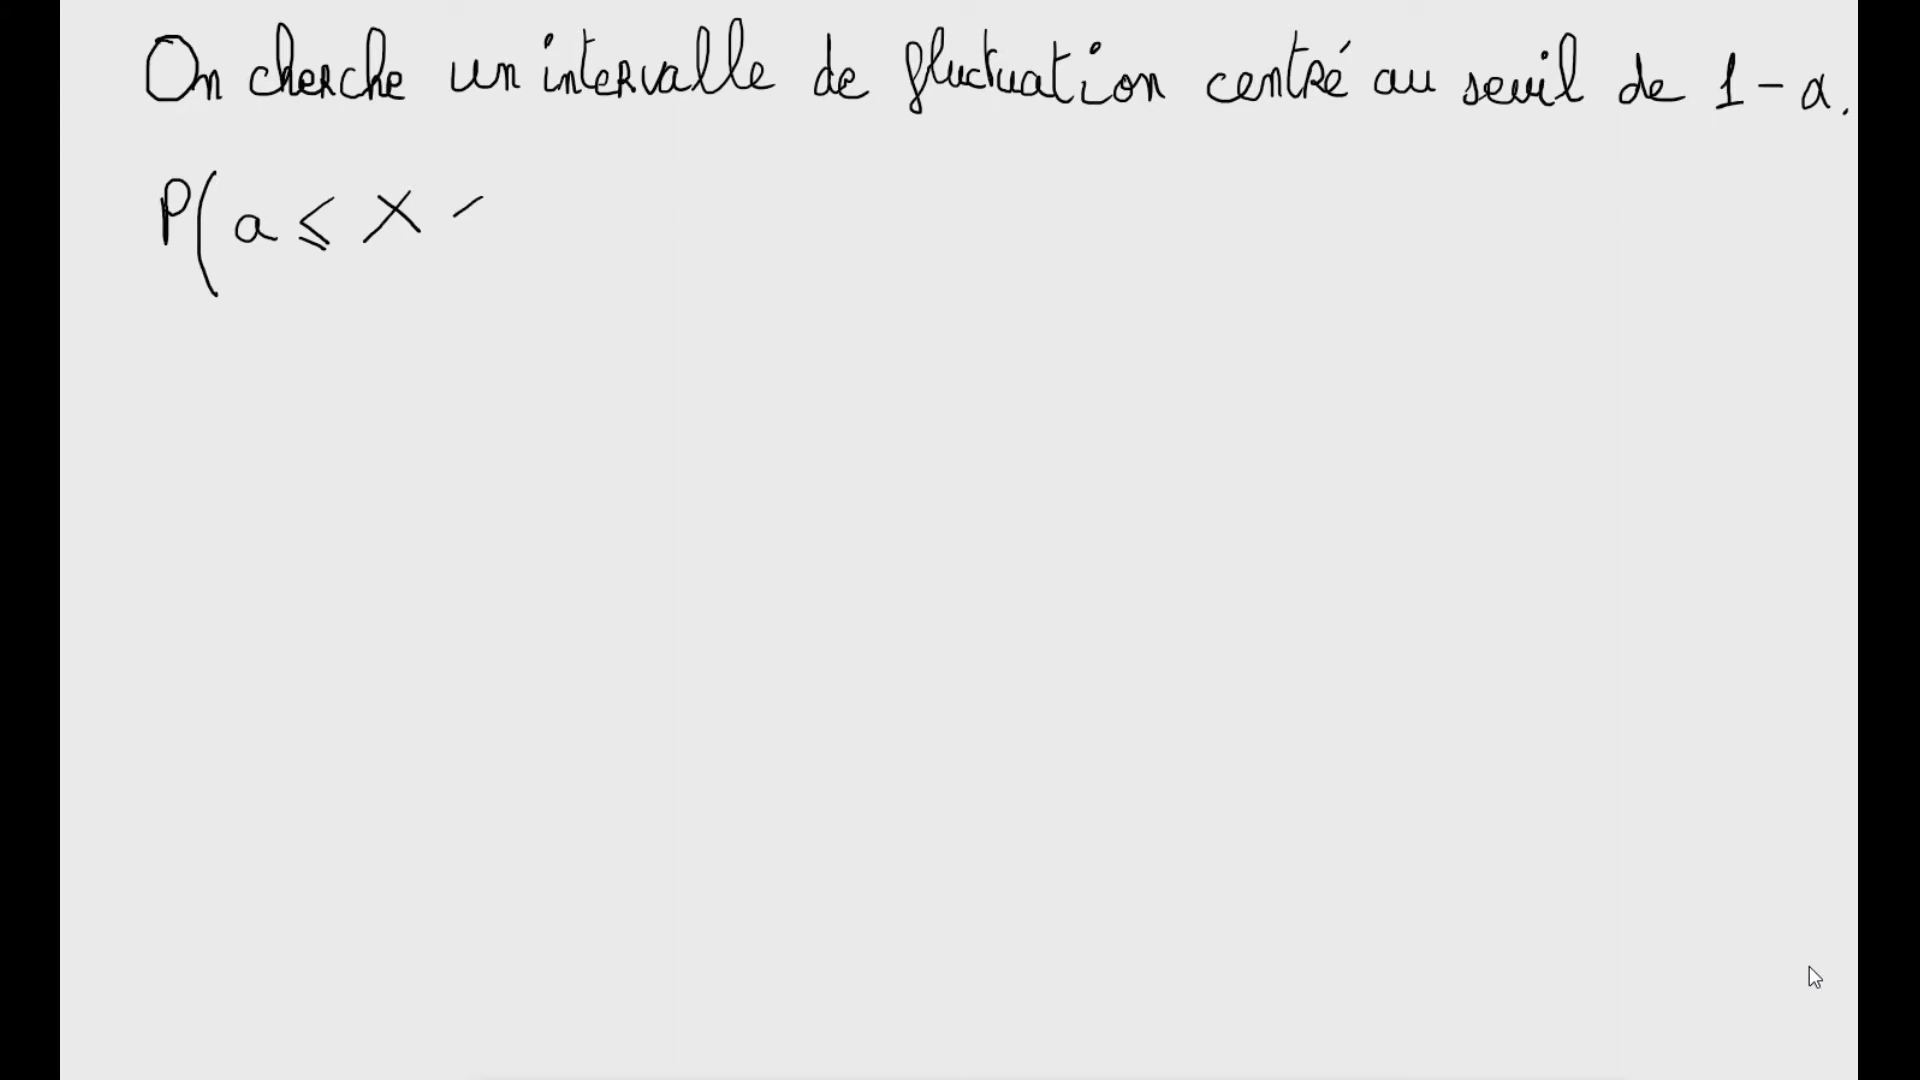 On cherche un intervalle de fluctuation centré au seuil de 1 - α.
P( a ⩽ X